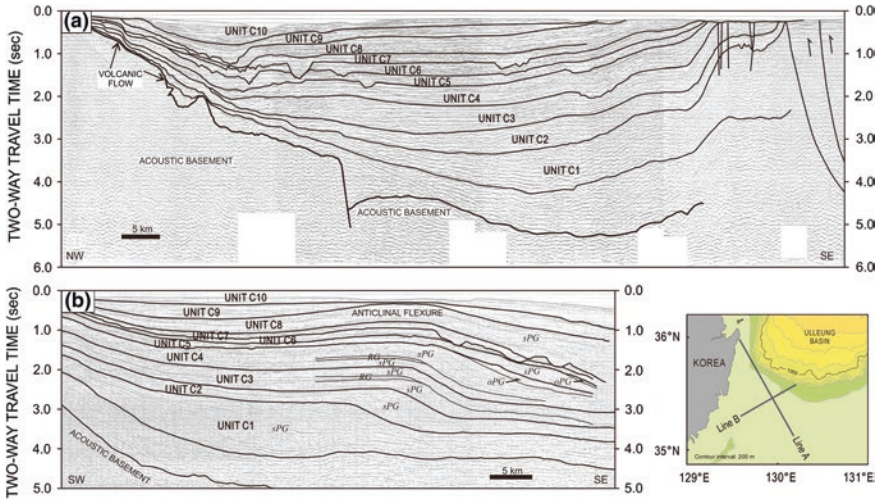 (a)
TWO-WAY TRAVEL TIME (sec)
0.0
1.0
2.0
3.0
4.0
5.0
6.0
UNIT C10
UNIT C9
UNIT C8
UNIT C7
UNIT C6
UNIT C5
UNIT C4
UNIT C3
UNIT C2
UNIT C1
VOLCANIC
FLOW
ACOUSTIC BASEMENT
ACOUSTIC BASEMENT
5 km
NW
SE
0.00
1.0
2.0
3.0
4.0
5.0
6.0
(b)
TWO-WAY TRAVEL TIME (sec)
0.0
1.0
2.0
3.0
4.0
5.0
UNIT C10
UNIT C9
UNIT C8
UNIT C7
UNIT C6
UNIT C5
UNIT C4
UNIT C3
UNIT C2
UNIT C1
ANTICLINAL FLEXURE
sPG
sPG
RG
sPG
sPG
sPG
oPG
oPG
RG
sPG
sPG
sPG
sPG
ACOUSTIC BASEMENT
5 km
SW
SE
0.0
1.0
2.0
3.0
4.0
5.0
36°N
35°N
129°E
130°E
131°E
KOREA
ULLEUNG
BASIN
Line B
Line A
Contour interval: 200 m